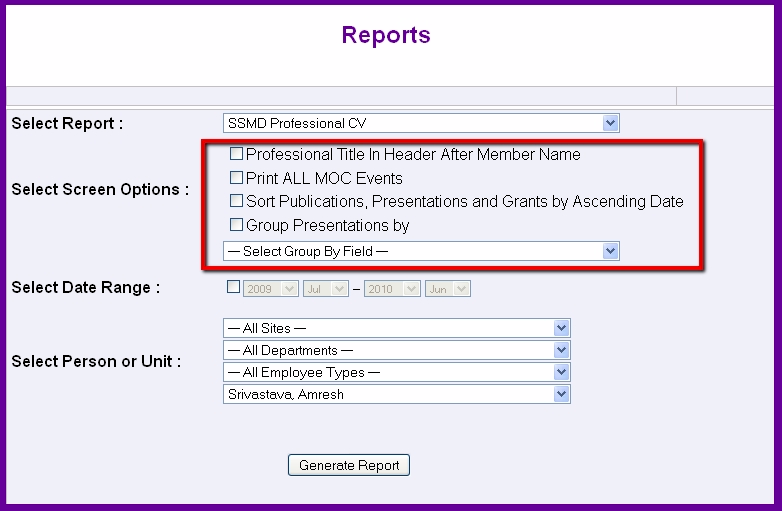 Reports
Select Report :
SSMD Professional CV
Select Screen Options :
Professional Title In Header After Member Name
Print ALL MOC Events
Sort Publications, Presentations and Grants by Ascending Date
Group Presentations by
— Select Group By Field —
Select Date Range :
2009 Jul – 2010 Jun
Select Person or Unit :
— All Sites —
— All Departments —
— All Employee Types —
Srivastava, Amresh
Generate Report